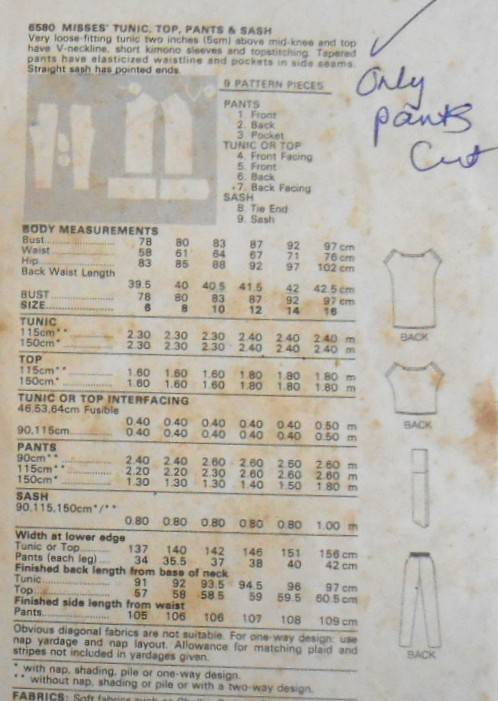 6580 MISSES' TUNIC, TOP, PANTS & SASH
Very loose-fitting tunic two inches (5cm) above mid-knee and top
have V-neckline, short kimono sleeves and topstitching. Tapered
pants have elasticized waistline and pockets in side seams.
Straight sash has pointed ends.
Only
pants
Cut
9 PATTERN PIECES
PANTS
1. Front
2. Back
3. Pocket
TUNIC OR TOP
4. Front Facing
5. Front
6. Back
7. Back Facing
SASH
8. Tie End
9. Sash
BODY MEASUREMENTS
Bust 78 80 83 87 92 97 cm
Waist 58 61 64 67 71 76 cm
Hip 83 85 88 92 97 102 cm
Back Waist Length
39.5 40 40.5 41.5 42 42.5 cm
BUST 78 80 83 87 92 97 cm
SIZE 6 8 10 12 14 16
TUNIC
115cm** 2.30 2.30 2.30 2.40 2.40 2.40 m
150cm* 2.30 2.30 2.30 2.40 2.40 2.40 m
TOP
115cm** 1.60 1.60 1.60 1.80 1.80 1.80 m
150cm* 1.60 1.60 1.60 1.80 1.80 1.80 m
TUNIC OR TOP INTERFACING
46,53,64cm Fusible
0.40 0.40 0.40 0.40 0.40 0.50 m
90,115cm 0.40 0.40 0.40 0.40 0.40 0.50 m
PANTS
90cm** 2.40 2.40 2.60 2.60 2.60 2.60 m
115cm** 2.20 2.20 2.30 2.60 2.60 2.60 m
150cm* 1.30 1.30 1.30 1.40 1.50 1.80 m
SASH
90,115,150cm*/**
0.80 0.80 0.80 0.80 0.80 1.00 m
Width at lower edge
Tunic or Top 137 140 142 146 151 156 cm
Pants (each leg) 34 35.5 37 38 40 42 cm
Finished back length from base of neck
Tunic 91 92 93.5 94.5 96 97 cm
Top 57 58 58.5 59 59.5 60.5 cm
Finished side length from waist
Pants 105 106 106 107 108 109 cm
Obvious diagonal fabrics are not suitable. For one-way design: use
nap yardage and nap layout. Allowance for matching plaid and
stripes not included in yardages given.
* with nap, shading, pile or one-way design.
** without nap, shading or pile or with a two-way design.
FABRICS: Soft fabrics such as
BACK
BACK
BACK